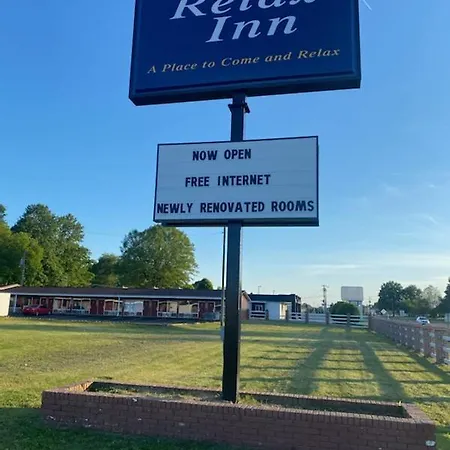 Relax
Inn
A Place to Come and Relax
NOW OPEN
FREE INTERNET
NEWLY RENOVATED ROOMS